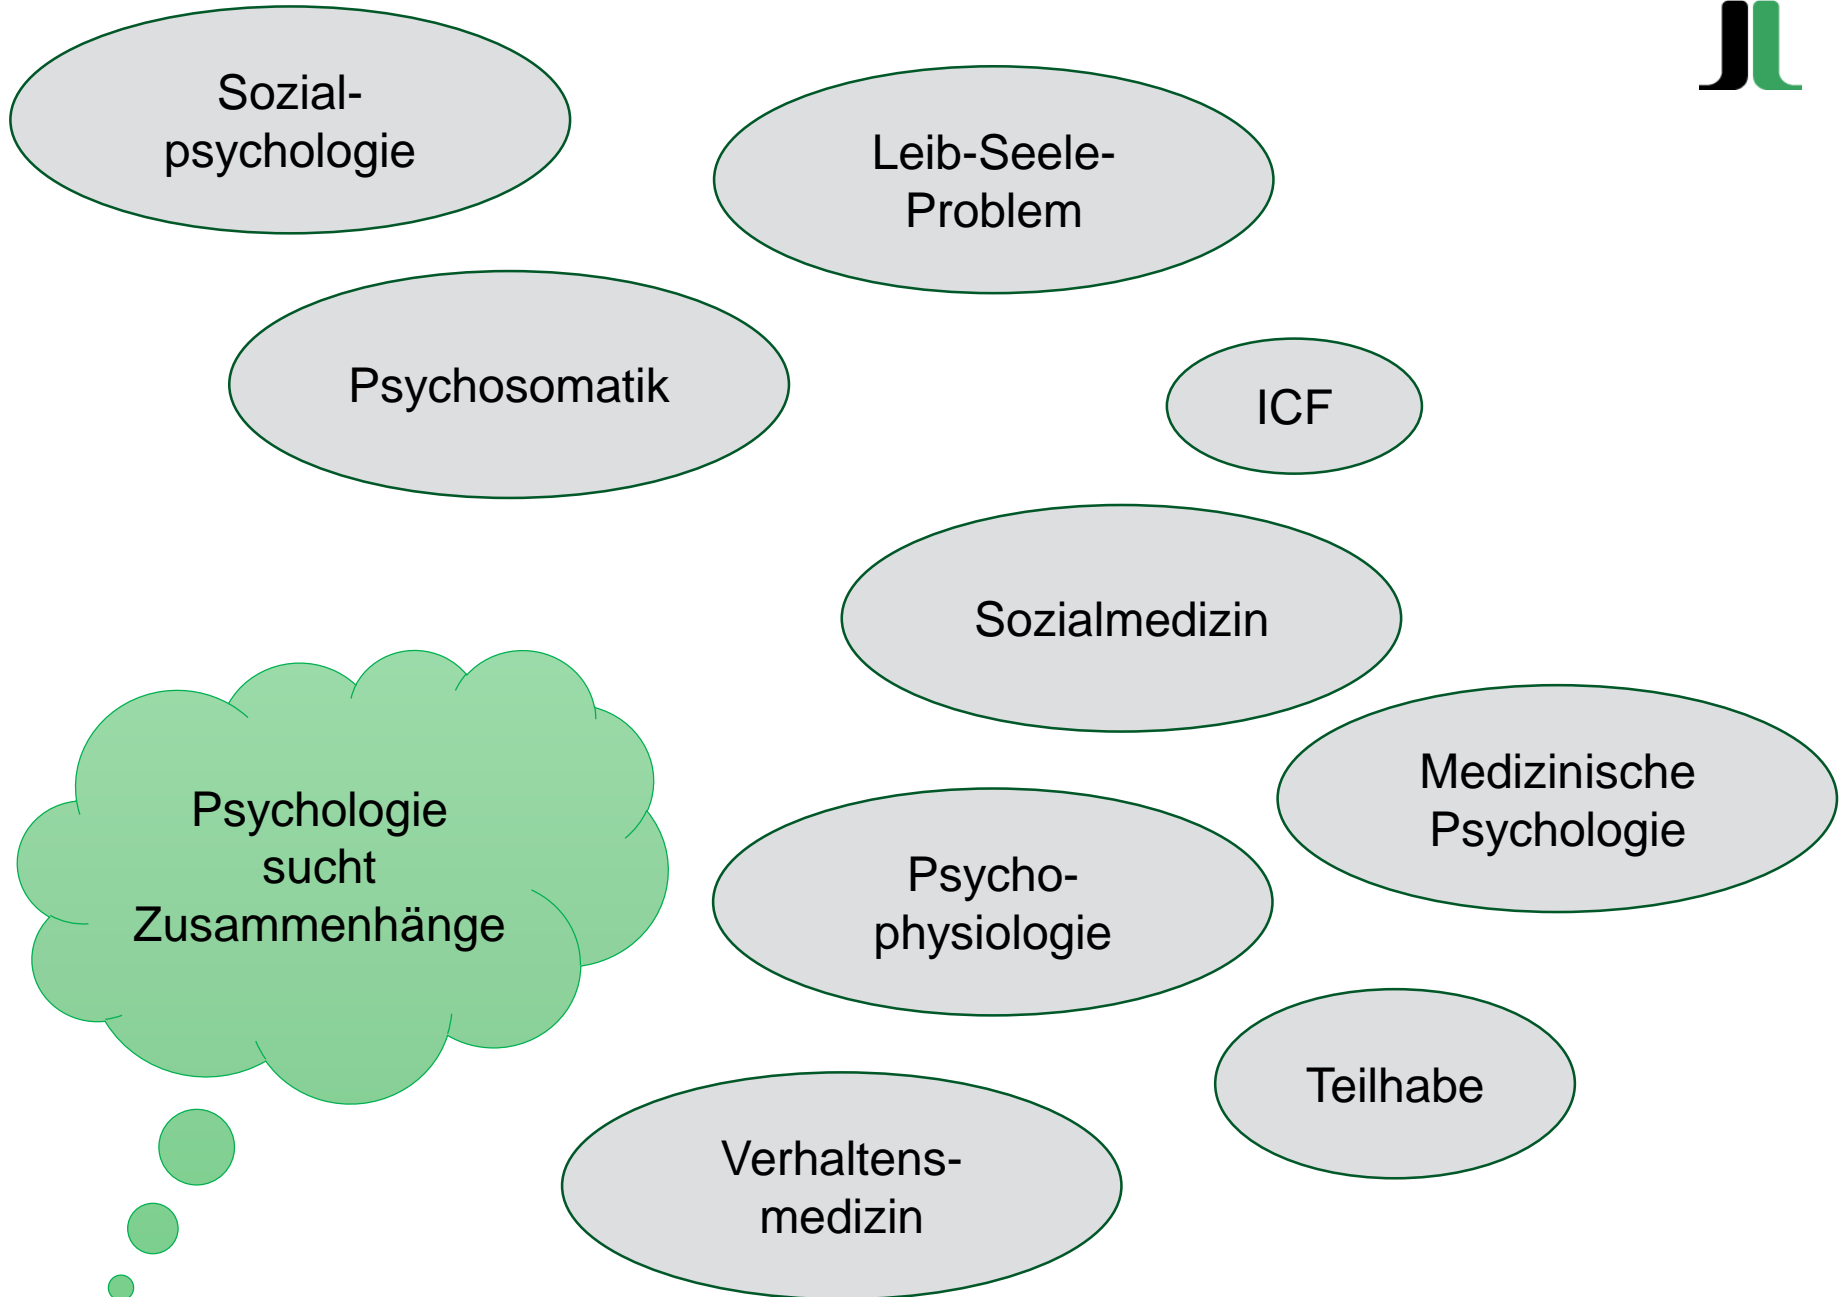 Sozial-
psychologie
Leib-Seele-
Problem
Psychosomatik
ICF
Sozialmedizin
Medizinische
Psychologie
Psychologie
sucht
Zusammenhänge
Psycho-
physiologie
Teilhabe
Verhaltens-
medizin